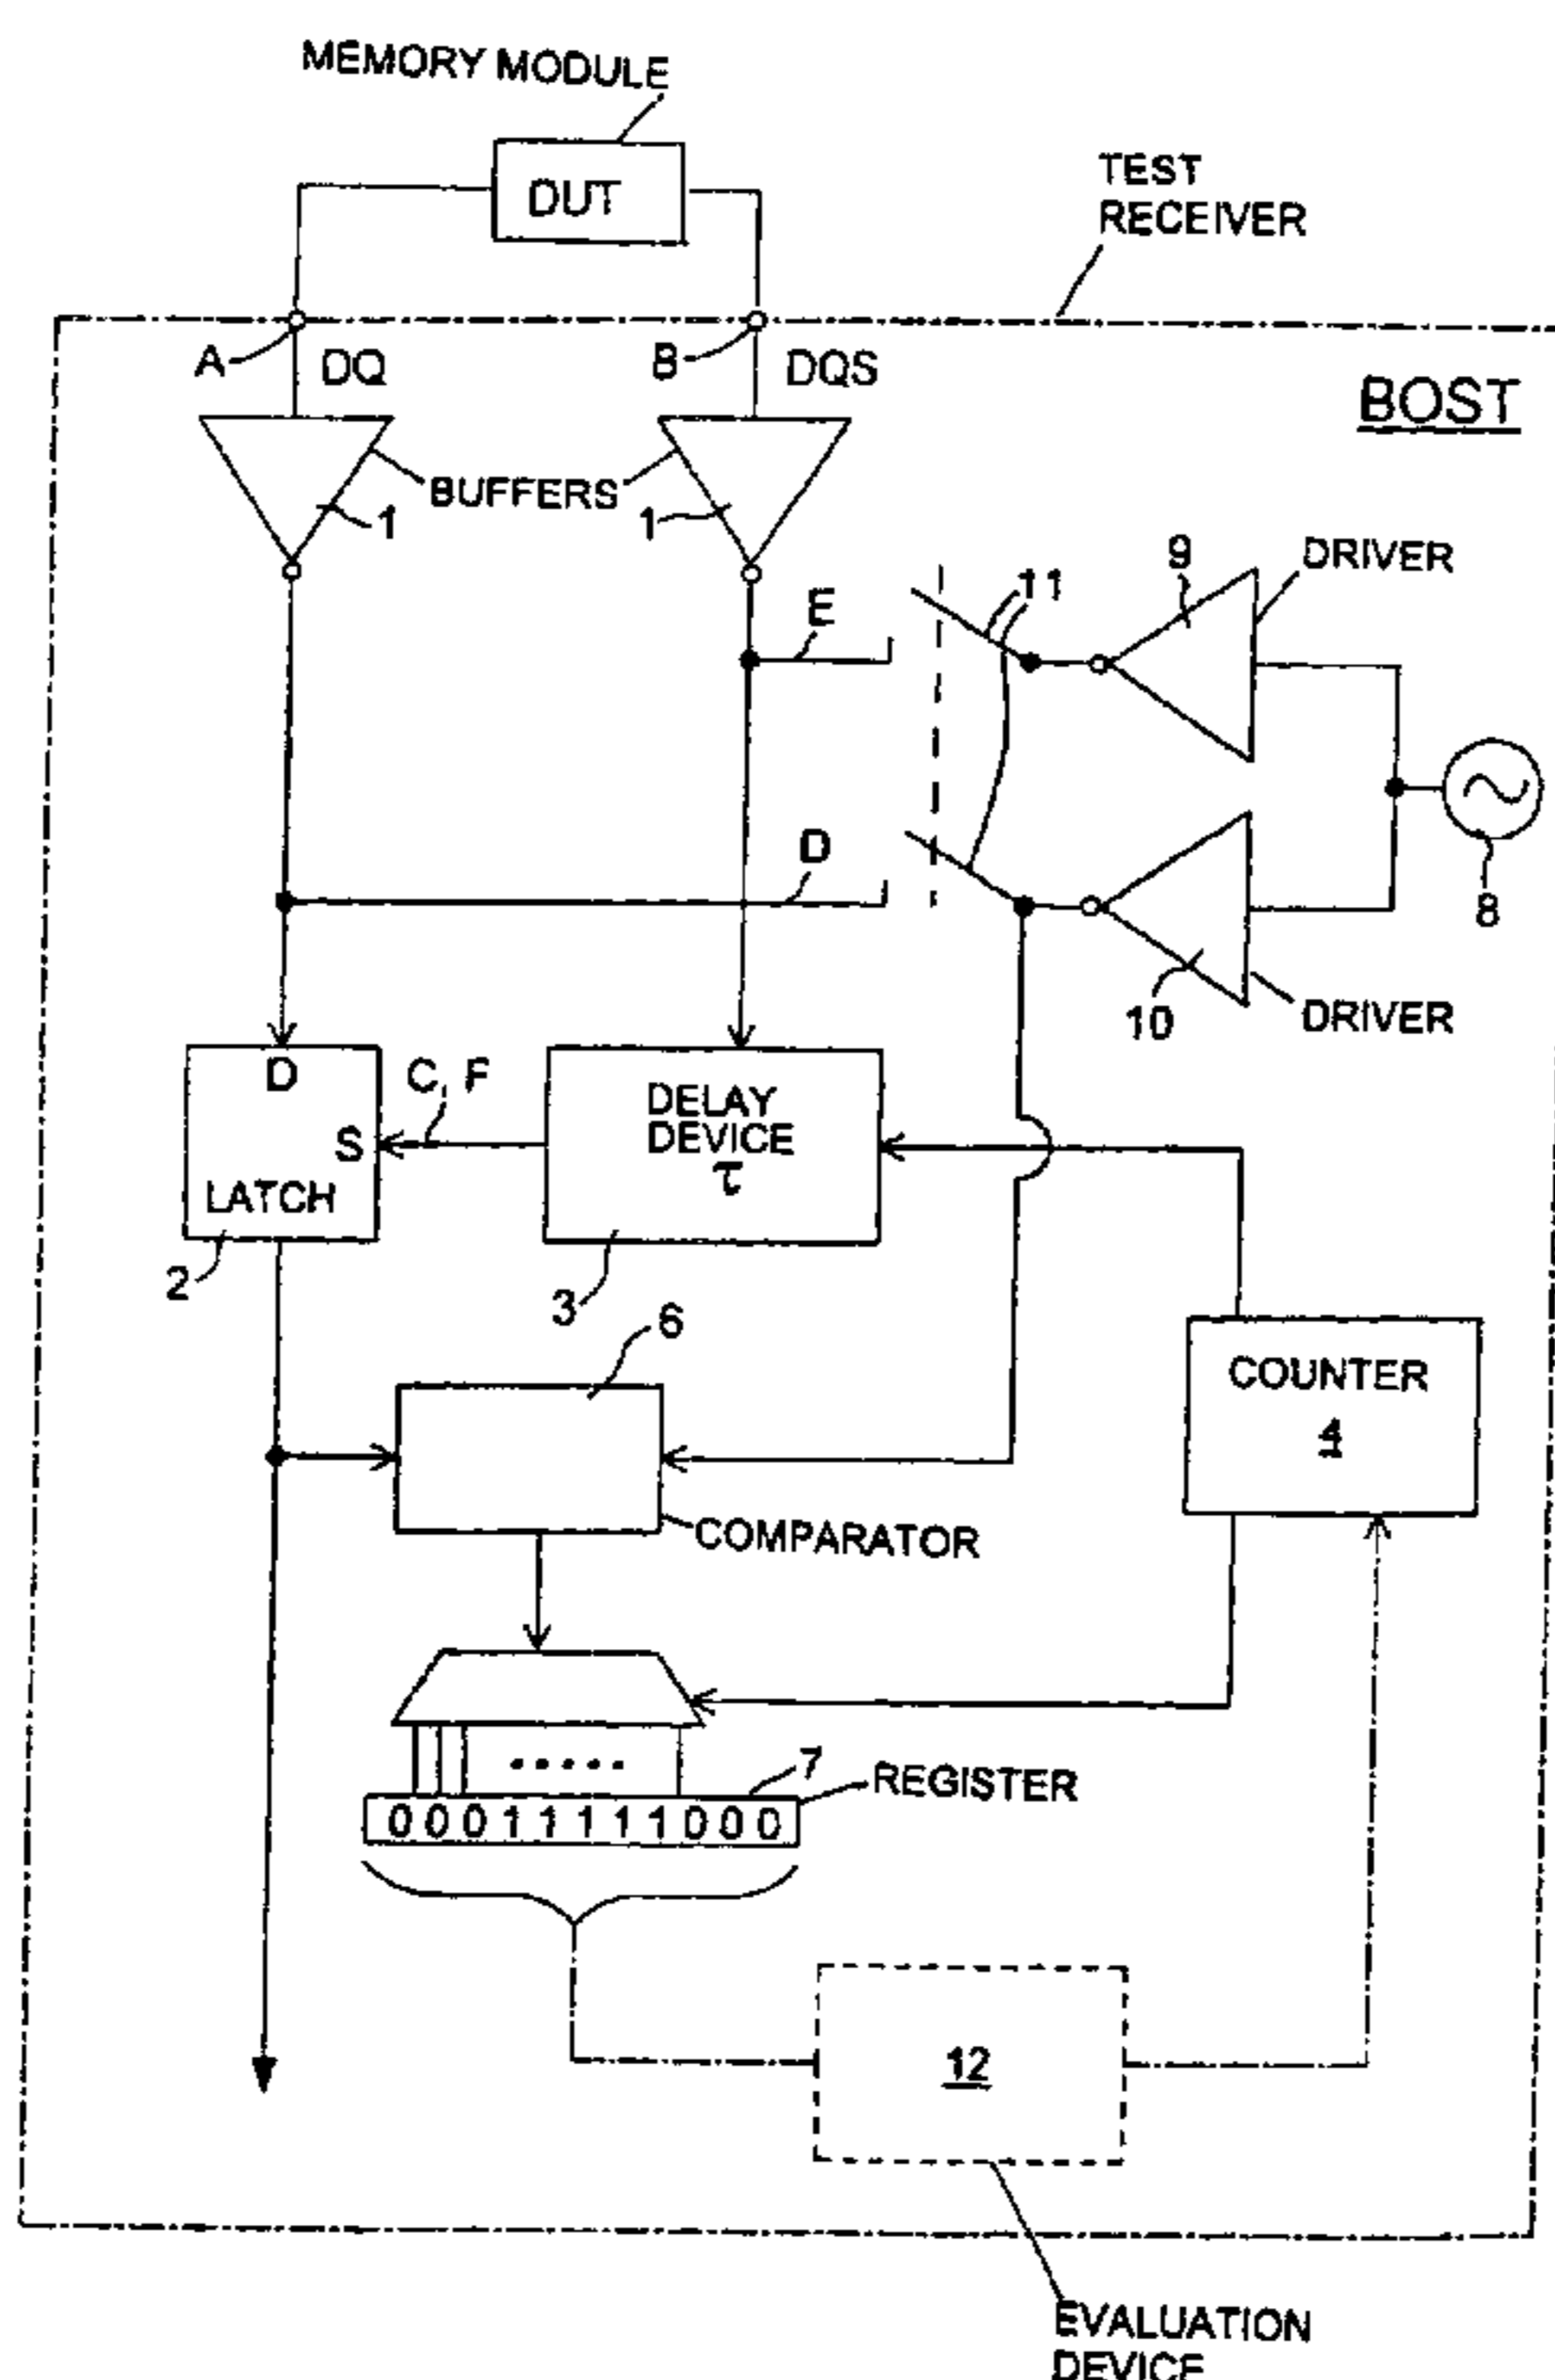 MEMORY MODULE
DUT
TEST
RECEIVER
A
DQ
B
DQS
BOST
BUFFERS
1
1
E
11
9
DRIVER
D
8
10
DRIVER
D
S
LATCH
C, F
DELAY
DEVICE
τ
2
3
6
COUNTER
4
COMPARATOR
7
REGISTER
0 0 0 1 1 1 1 1 0 0 0
12
EVALUATION
DEVICE